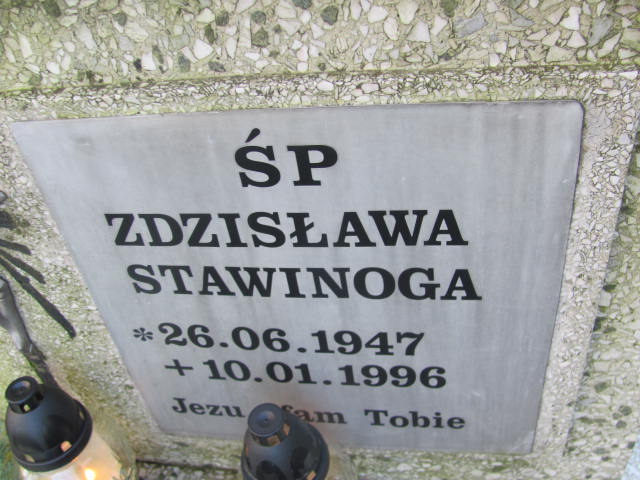 ŚP
ZDZISŁAWA
STAWINOGA
*26.06.1947
+10.01.1996
Jezu Tobie